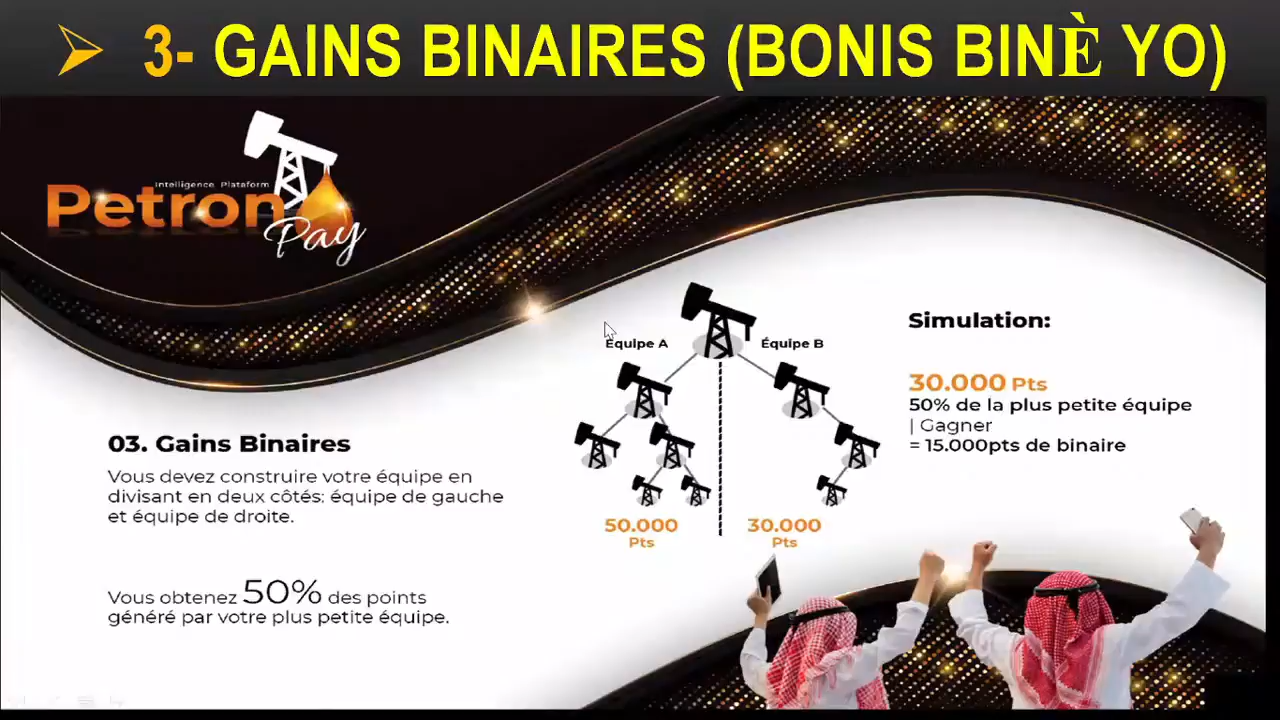 3- GAINS BINAIRES (BONIS BINÈ YO)
Intelligence Plataform
Petron
Pay
Simulation:
Équipe A
Équipe B
30.000 Pts
50% de la plus petite équipe
| Gagner
= 15.000pts de binaire
03. Gains Binaires
Vous devez construire votre équipe en
divisant en deux côtés: équipe de gauche
et équipe de droite.
50.000
Pts
30.000
Pts
Vous obtenez 50% des points
généré par votre plus petite équipe.